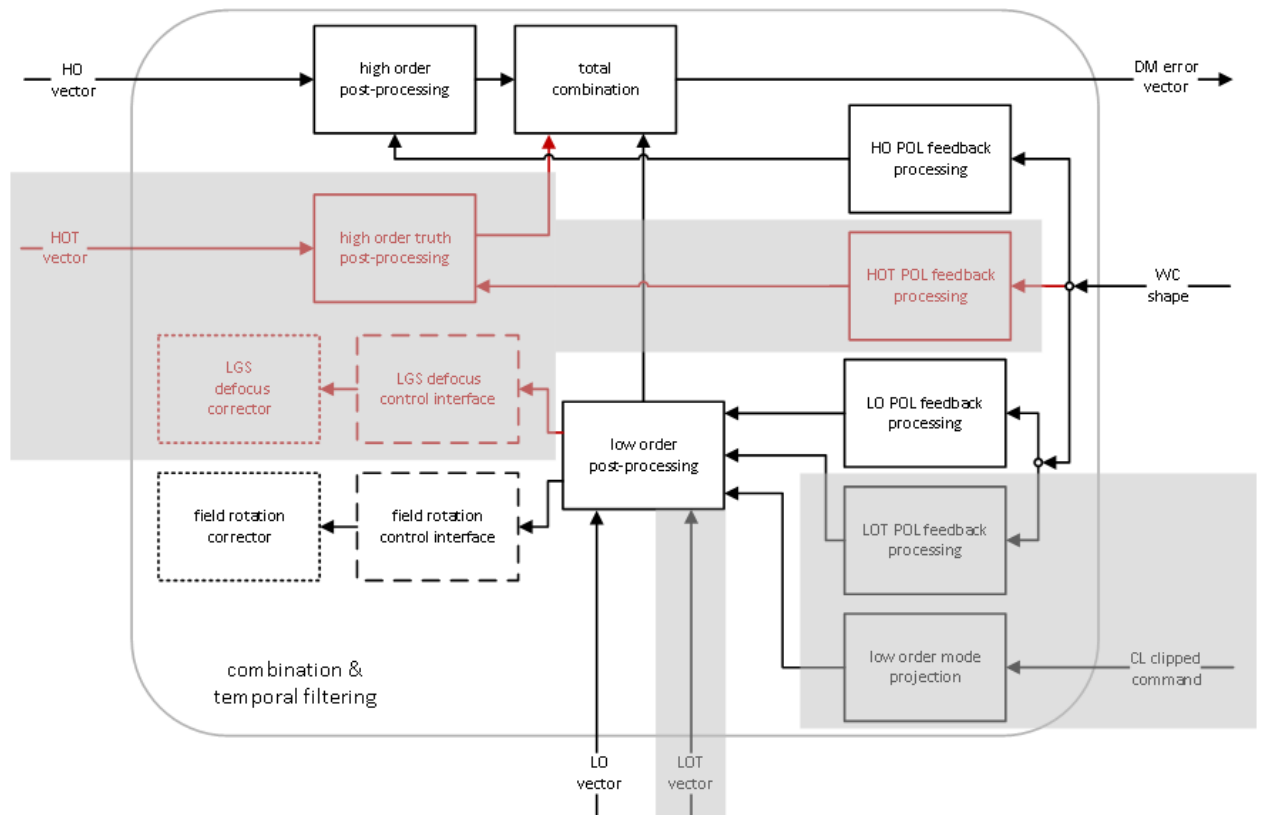 HO
vector
high order
post-processing
total
combination
DM error
vector
HO POL feedback
processing
HOT
vector
high order truth
post-processing
HOT POL feedback
processing
WC
shape
LGS
defocus
corrector
LGS defocus
control interface
LO POL feedback
processing
low order
post-processing
field rotation
corrector
field rotation
control interface
LOT POL feedback
processing
low order mode
projection
CL clipped
command
combination &
temporal filtering
LO
vector
LOT
vector